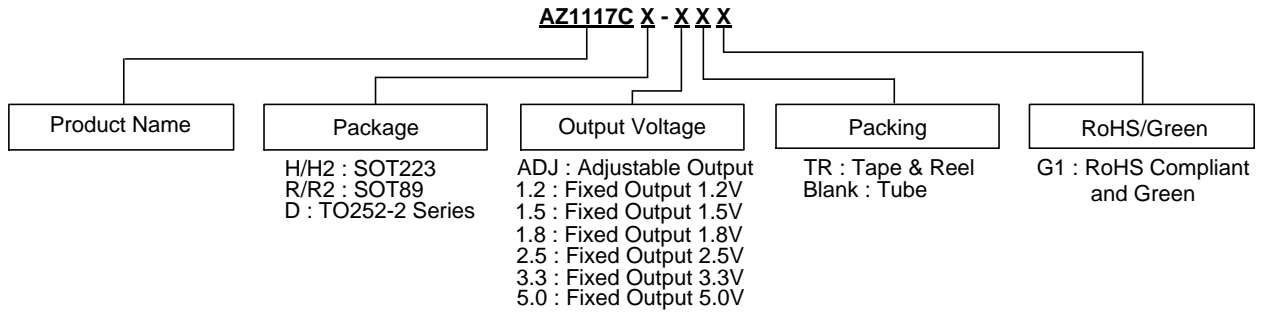 AZ1117C X - X X X
Product Name
Package
Output Voltage
Packing
RoHS/Green
H/H2 : SOT223
R/R2 : SOT89
D : TO252-2 Series
ADJ : Adjustable Output
1.2 : Fixed Output 1.2V
1.5 : Fixed Output 1.5V
1.8 : Fixed Output 1.8V
2.5 : Fixed Output 2.5V
3.3 : Fixed Output 3.3V
5.0 : Fixed Output 5.0V
TR : Tape & Reel
Blank : Tube
G1 : RoHS Compliant
and Green